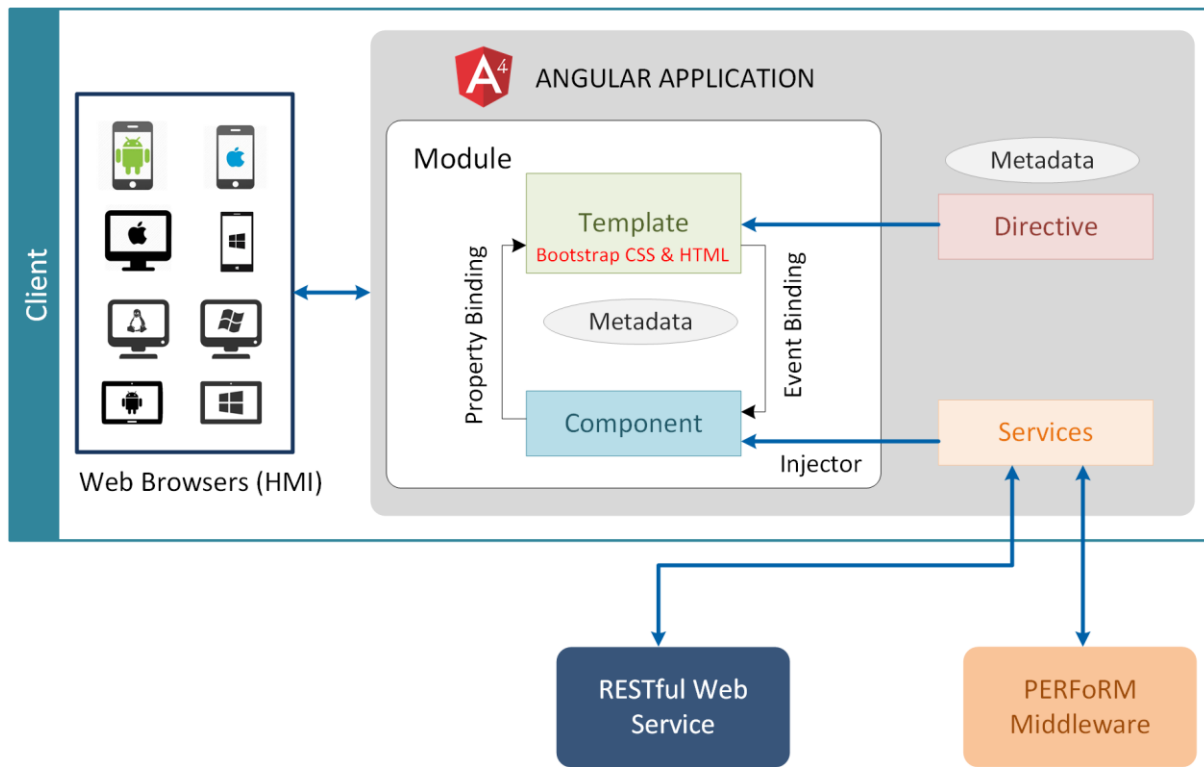 Client
Web Browsers (HMI)
A4
ANGULAR APPLICATION
Module
Template
Bootstrap CSS & HTML
Property Binding
Metadata
Event Binding
Component
Injector
Metadata
Directive
Services
RESTful Web
Service
PERFoRM
Middleware